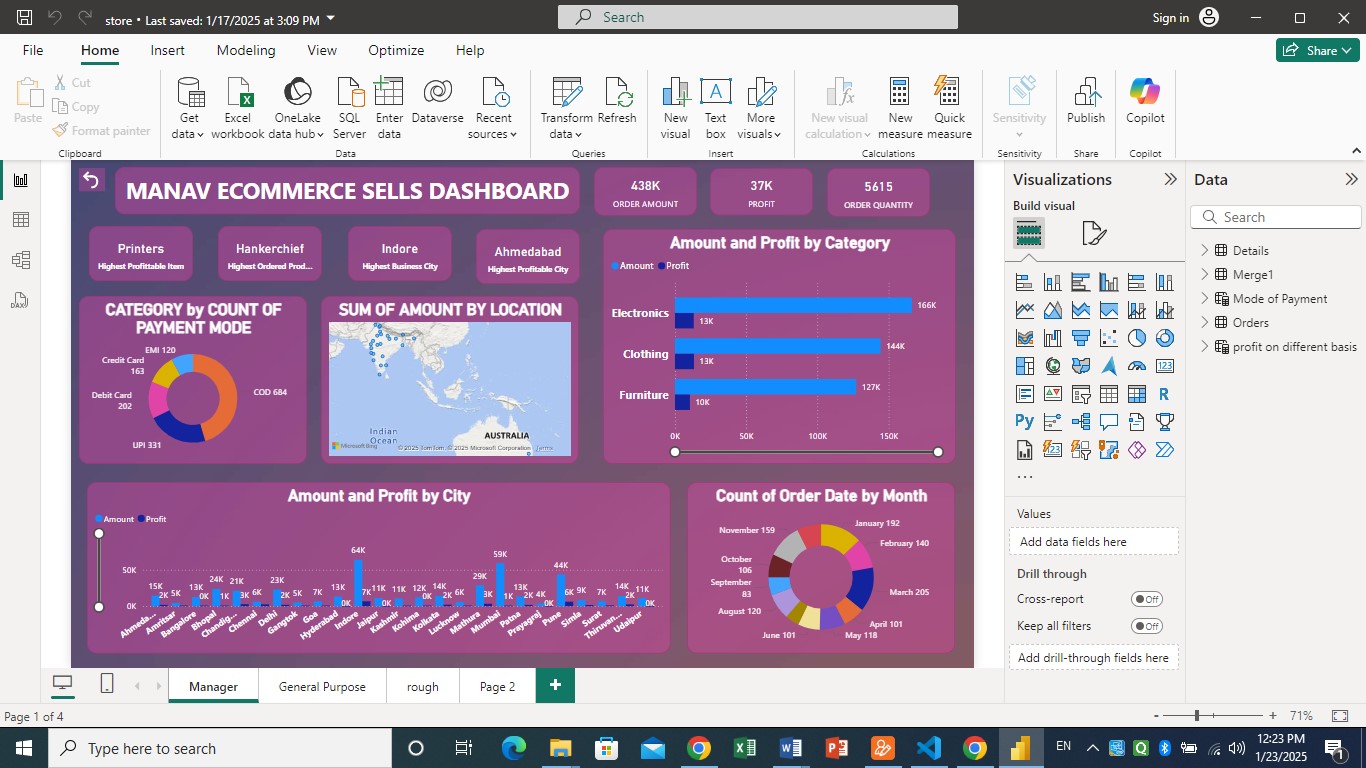 store • Last saved: 1/17/2025 at 3:09 PM
Search
Sign in
File Home Insert Modeling View Optimize Help
Share
Paste
Cut
Copy
Format painter
Clipboard
Get data
Excel workbook
OneLake data hub
SQL Server
Enter data
Dataverse
Recent sources
Data
Transform data
Refresh
Queries
New visual
Text box
More visuals
Insert
New visual calculation
New measure
Quick measure
Calculations
Sensitivity
Sensitivity
Publish
Share
Copilot
Copilot
MANAV ECOMMERCE SELLS DASHBOARD
438K
ORDER AMOUNT
37K
PROFIT
5615
ORDER QUANTITY
Printers
Highest Profittable Item
Hankerchief
Highest Ordered Prod...
Indore
Highest Business City
Ahmedabad
Highest Profitable City
CATEGORY by COUNT OF
PAYMENT MODE
EMI 120
Credit Card
163
Debit Card
202
UPI 331
COD 684
SUM OF AMOUNT BY LOCATION
Indian
Ocean
AUSTRALIA
Microsoft Bing
© 2025 TomTom, © 2025 Microsoft Corporation Terms
Amount and Profit by Category
Amount Profit
Electronics 166K
13K
Clothing 144K
13K
Furniture 127K
10K
0K 50K 100K 150K
Amount and Profit by City
Amount Profit
50K
0K
15K 2K 5K 13K 0K 24K 1K 21K 3K 6K 23K 2K 5K 7K 13K 0K 64K 7K 11K 1K 11K 12K 0K 14K 2K 6K 29K 3K 59K 1K 13K 2K 4K 0K 44K 6K 9K 7K 14K 2K 11K 0K
Ahmeda... Amritsar Bangalore Bhopal Chandig... Chennai Delhi Gangtok Goa Hyderabad Indore Jaipur Kashmir Kohima Kolkata Lucknow Mathura Mumbai Patna Prayagraj Pune Simla Surat Thiruvan... Udaipur
Count of Order Date by Month
November 159
January 192
February 140
October
106
September
83
March 205
August 120
April 101
June 101
May 118
Manager General Purpose rough Page 2
Page 1 of 4
71%
Visualizations
Build visual
Values
Add data fields here
Drill through
Cross-report Off
Keep all filters Off
Add drill-through fields here
Data
Search
Details
Merge1
Mode of Payment
Orders
profit on different basis
Type here to search
EN
12:23 PM
1/23/2025